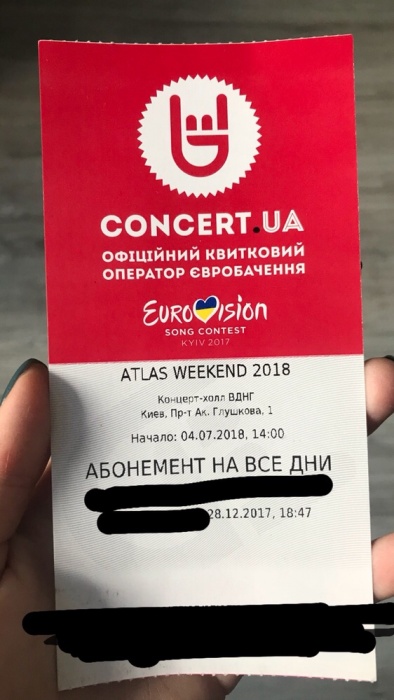 CONCERT.UA
ОФІЦІЙНИЙ КВИТКОВИЙ
ОПЕРАТОР ЄВРОБАЧЕННЯ
EUROVISION
SONG CONTEST
KYIV 2017
ATLAS WEEKEND 2018
Концерт-холл ВДНГ
Киев, Пр-т Ак. Глушкова, 1
Начало: 04.07.2018, 14:00
АБОНЕМЕНТ НА ВСЕ ДНИ
28.12.2017, 18:47